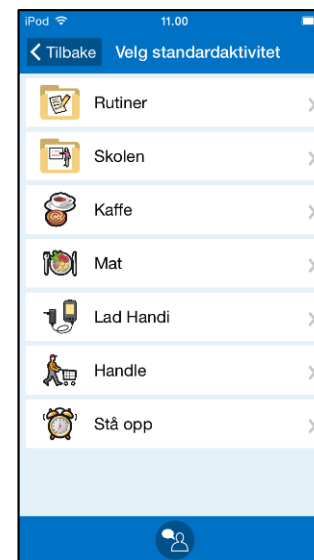 iPod 11.00
Tilbake Velg standardaktivitet
Rutiner
Skolen
Kaffe
Mat
Lad Handi
Handle
Stå opp